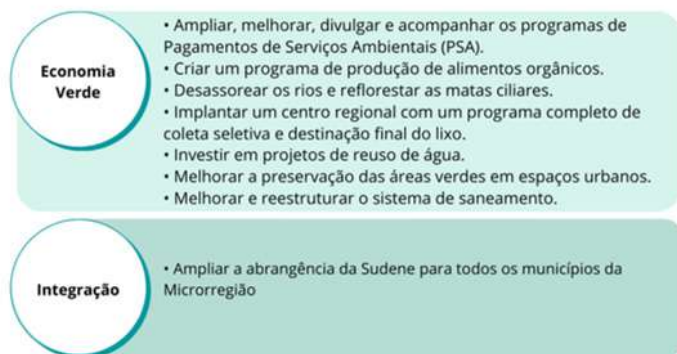 Economia
Verde
• Ampliar, melhorar, divulgar e acompanhar os programas de
Pagamentos de Serviços Ambientais (PSA).
• Criar um programa de produção de alimentos orgânicos.
• Desassorear os rios e reflorestar as matas ciliares.
• Implantar um centro regional com um programa completo de
coleta seletiva e destinação final do lixo.
• Investir em projetos de reuso de água.
• Melhorar a preservação das áreas verdes em espaços urbanos.
• Melhorar e reestruturar o sistema de saneamento.
Integração
• Ampliar a abrangência da Sudene para todos os municípios da
Microrregião